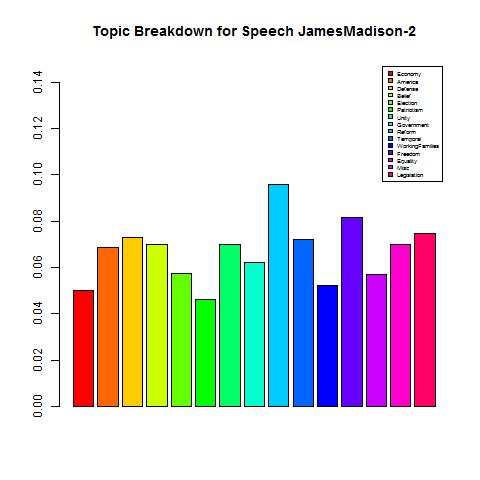 Topic Breakdown for Speech JamesMadison-2
0.14
0.12
0.10
0.08
0.06
0.04
0.02
0.00
Economy
America
Defense
Belief
Election
Patriotism
Unity
Government
Reform
Temporal
WorkingFamilies
Freedom
Equality
Misc
Legislation